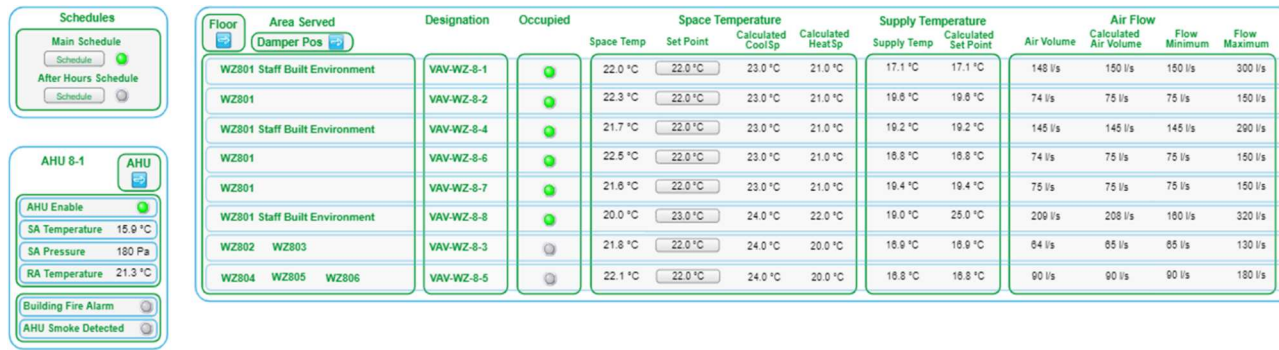 Schedules
Main Schedule
Schedule
After Hours Schedule
Schedule
AHU 8-1 AHU
AHU Enable
SA Temperature 15.9 °C
SA Pressure 180 Pa
RA Temperature 21.3 °C
Building Fire Alarm
AHU Smoke Detected
Floor Area Served Designation Occupied Space Temperature Supply Temperature Air Flow
Damper Pos Space Temp Set Point Calculated CoolSp Calculated HeatSp Supply Temp Calculated Set Point Air Volume Calculated Air Volume Flow Minimum Flow Maximum
WZ801 Staff Built Environment VAV-WZ-8-1 22.0 °C 22.0 °C 23.0 °C 21.0 °C 17.1 °C 17.1 °C 148 l/s 150 l/s 150 l/s 300 l/s
WZ801 VAV-WZ-8-2 22.3 °C 22.0 °C 23.0 °C 21.0 °C 19.6 °C 19.6 °C 74 l/s 75 l/s 75 l/s 150 l/s
WZ801 Staff Built Environment VAV-WZ-8-4 21.7 °C 22.0 °C 23.0 °C 21.0 °C 19.2 °C 19.2 °C 145 l/s 145 l/s 145 l/s 290 l/s
WZ801 VAV-WZ-8-6 22.5 °C 22.0 °C 23.0 °C 21.0 °C 16.8 °C 16.8 °C 74 l/s 75 l/s 75 l/s 150 l/s
WZ801 VAV-WZ-8-7 21.6 °C 22.0 °C 23.0 °C 21.0 °C 19.4 °C 19.4 °C 75 l/s 75 l/s 75 l/s 150 l/s
WZ801 Staff Built Environment VAV-WZ-8-8 20.0 °C 23.0 °C 24.0 °C 22.0 °C 19.0 °C 25.0 °C 209 l/s 208 l/s 160 l/s 320 l/s
WZ802 WZ803 VAV-WZ-8-3 21.8 °C 22.0 °C 24.0 °C 20.0 °C 16.9 °C 16.9 °C 64 l/s 65 l/s 65 l/s 130 l/s
WZ804 WZ805 WZ806 VAV-WZ-8-5 22.1 °C 22.0 °C 24.0 °C 20.0 °C 16.8 °C 16.8 °C 90 l/s 90 l/s 90 l/s 180 l/s